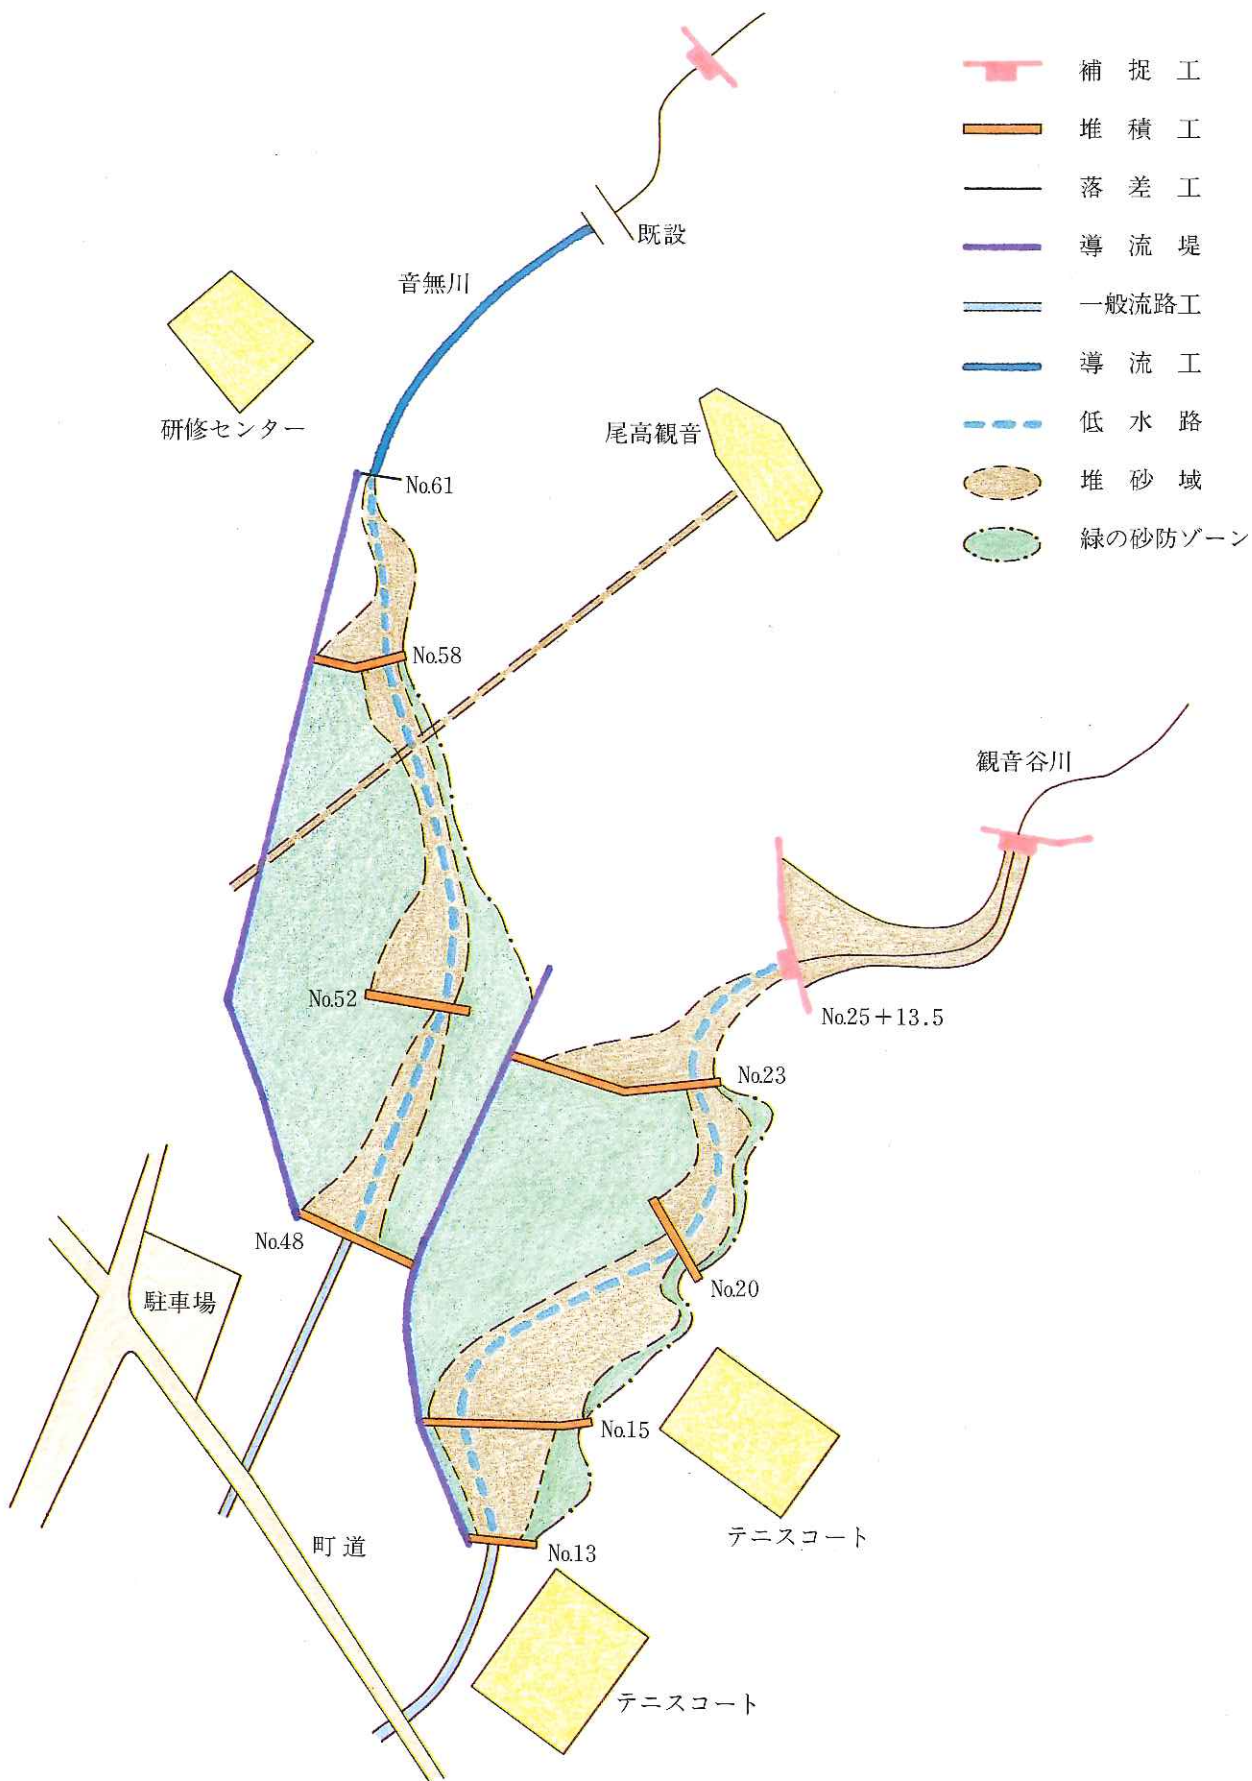 補捉工
堆積工
落差工
導流堤
一般流路工
導流工
低水路
堆砂域
緑の砂防ゾーン
既設
音無川
研修センター
尾高観音
No.61
No.58
観音谷川
No.52
No.25+13.5
No.23
No.48
No.20
駐車場
No.15
テニスコート
町道
No.13
テニスコート